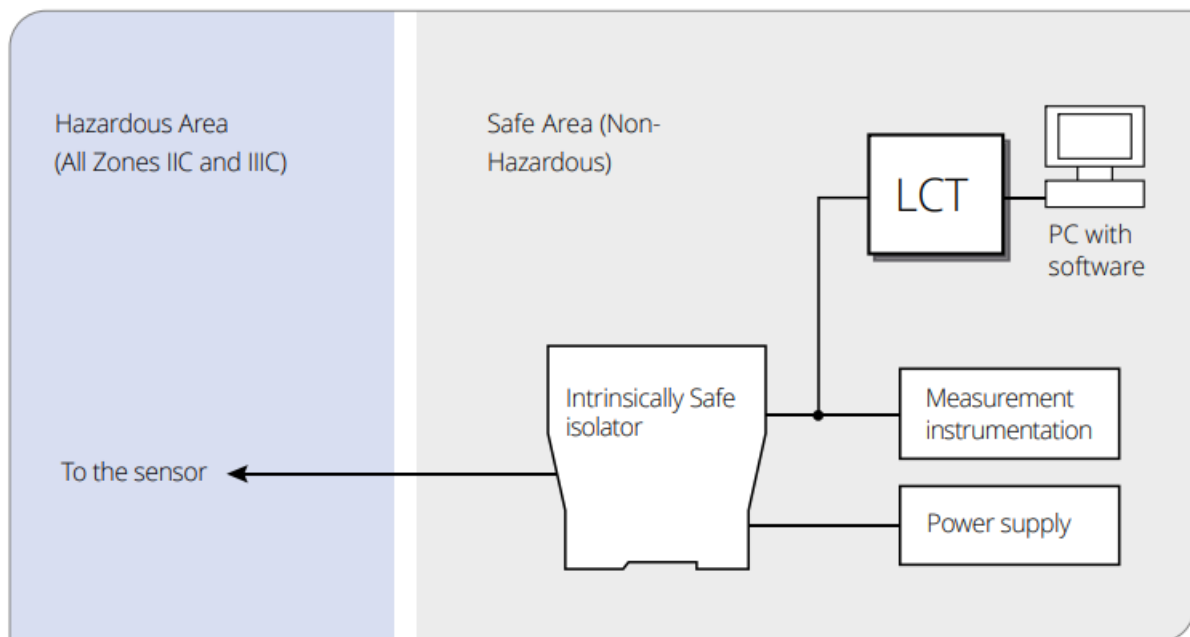 Hazardous Area
(All Zones IIC and IIIC)
Safe Area (Non-
Hazardous)
LCT
PC with
software
Intrinsically Safe
isolator
Measurement
instrumentation
To the sensor
Power supply